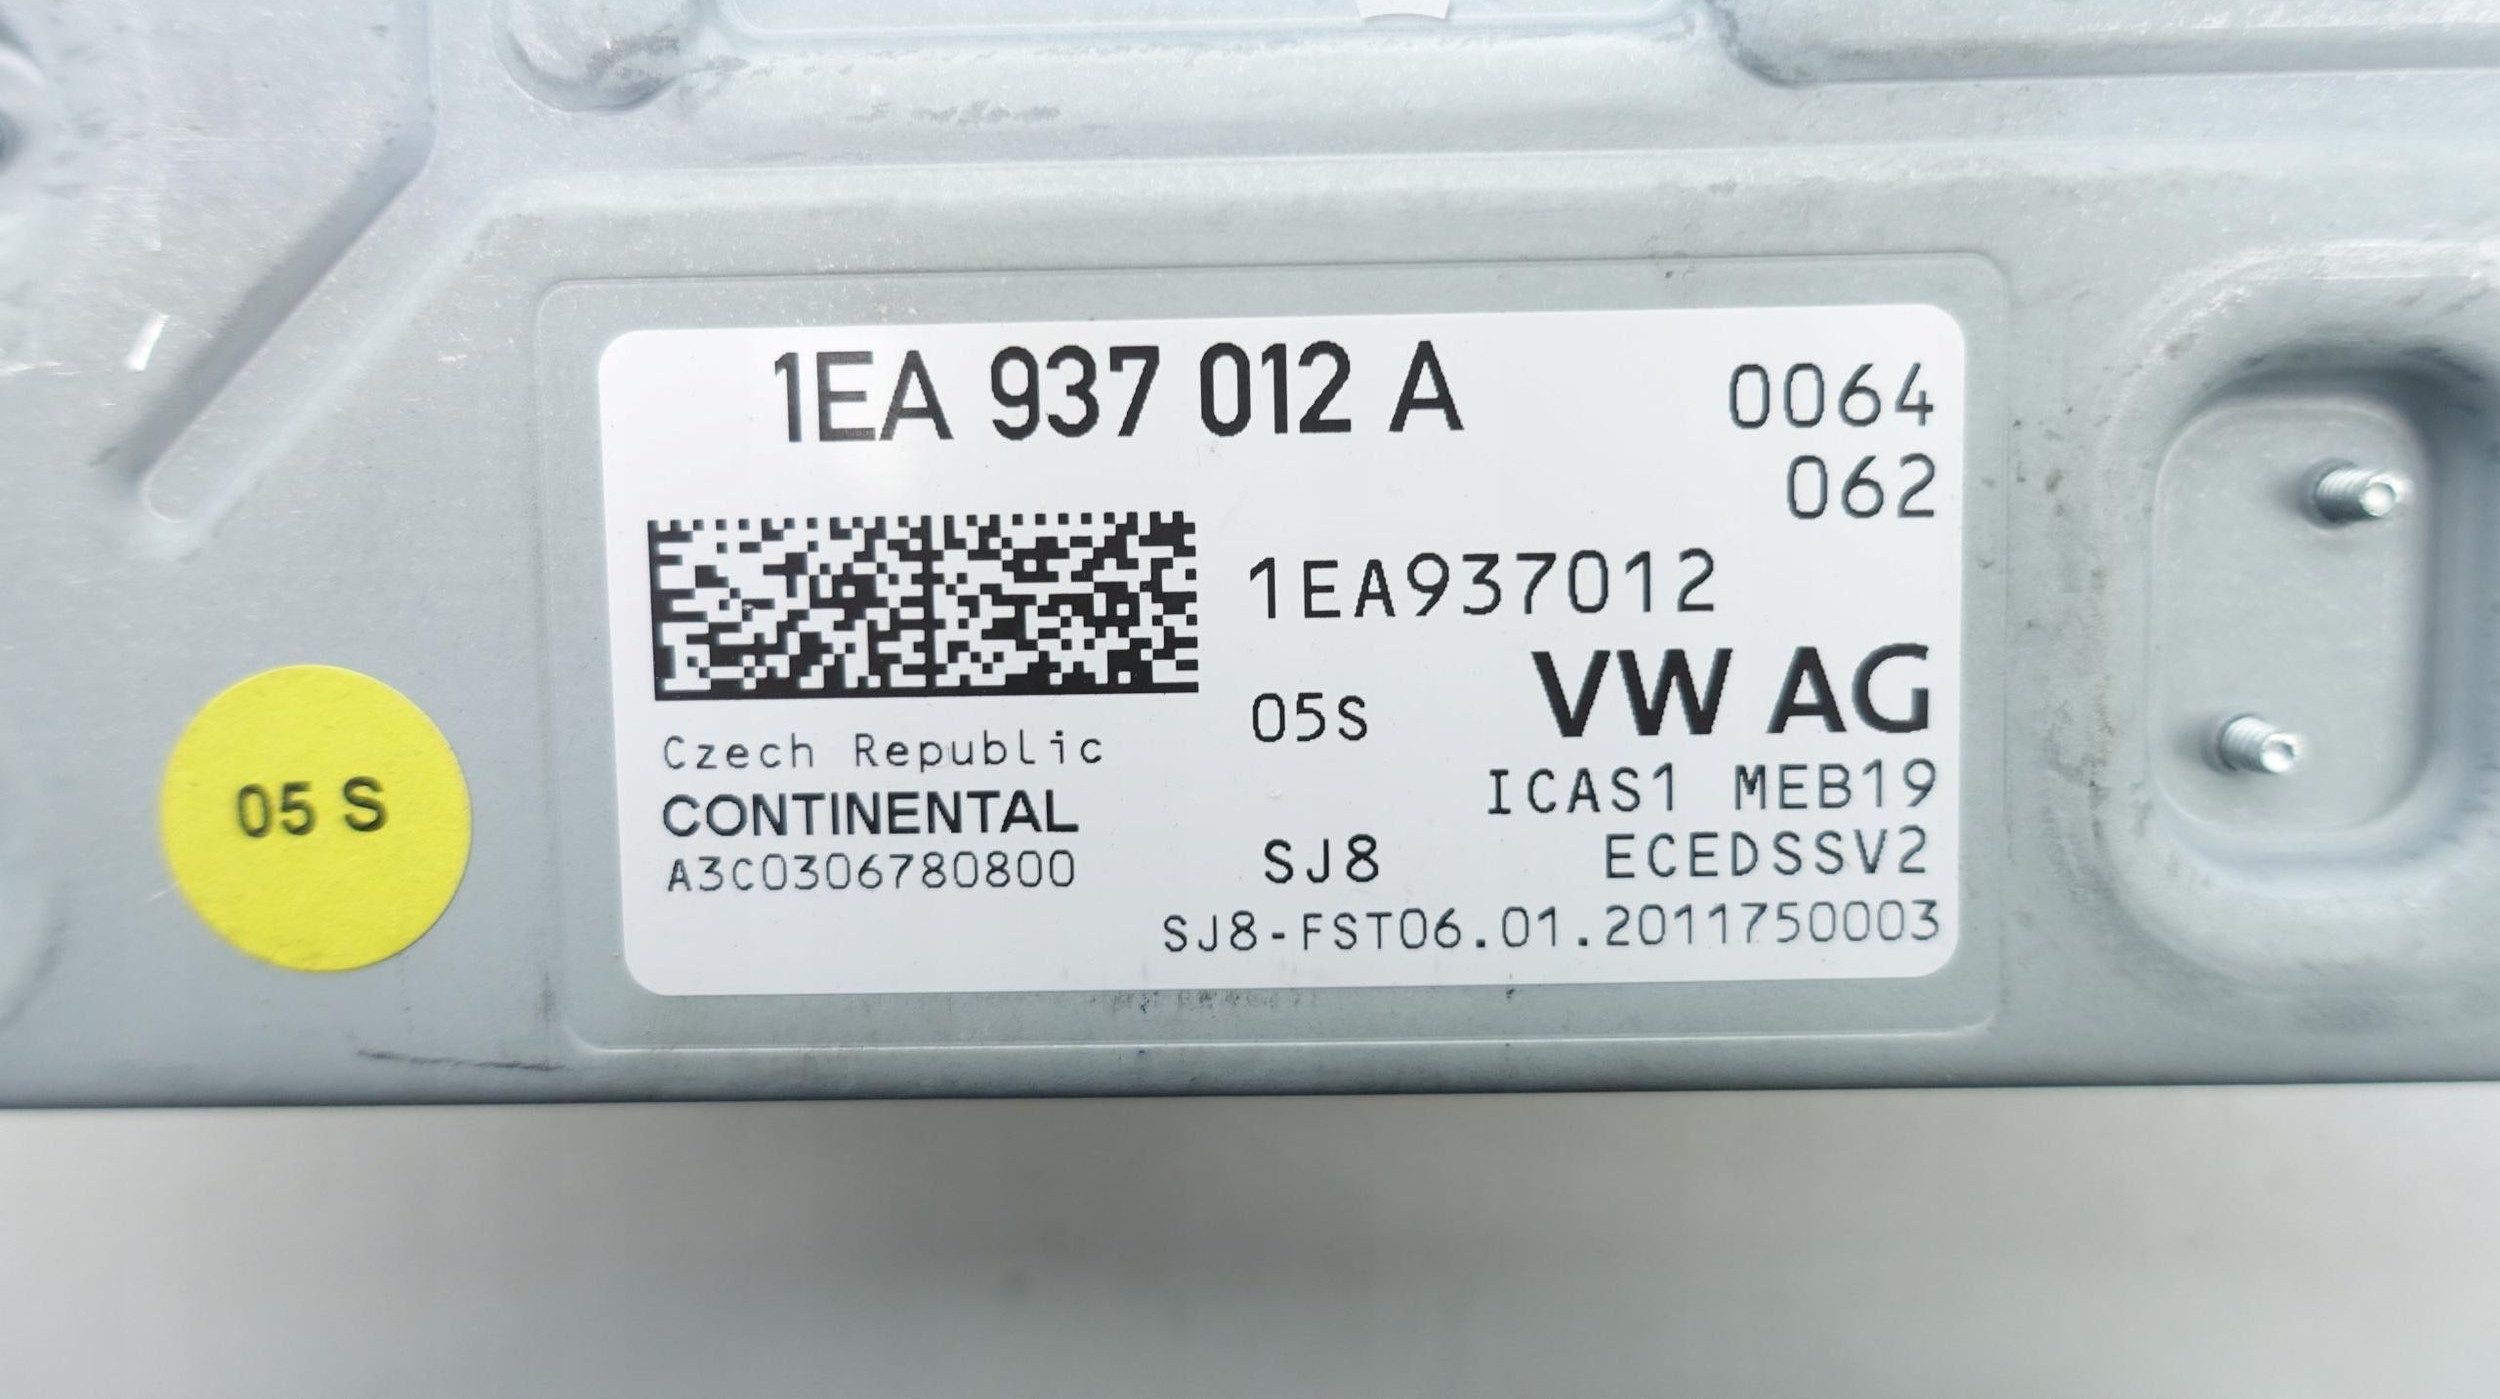 1EA 937 012 A
0064
062
1EA937012
05S
VW AG
Czech Republic
ICAS1 MEB19
CONTINENTAL
SJ8
ECEDSSV2
A3C0306780800
SJ8-FST06.01.2011750003
05 S